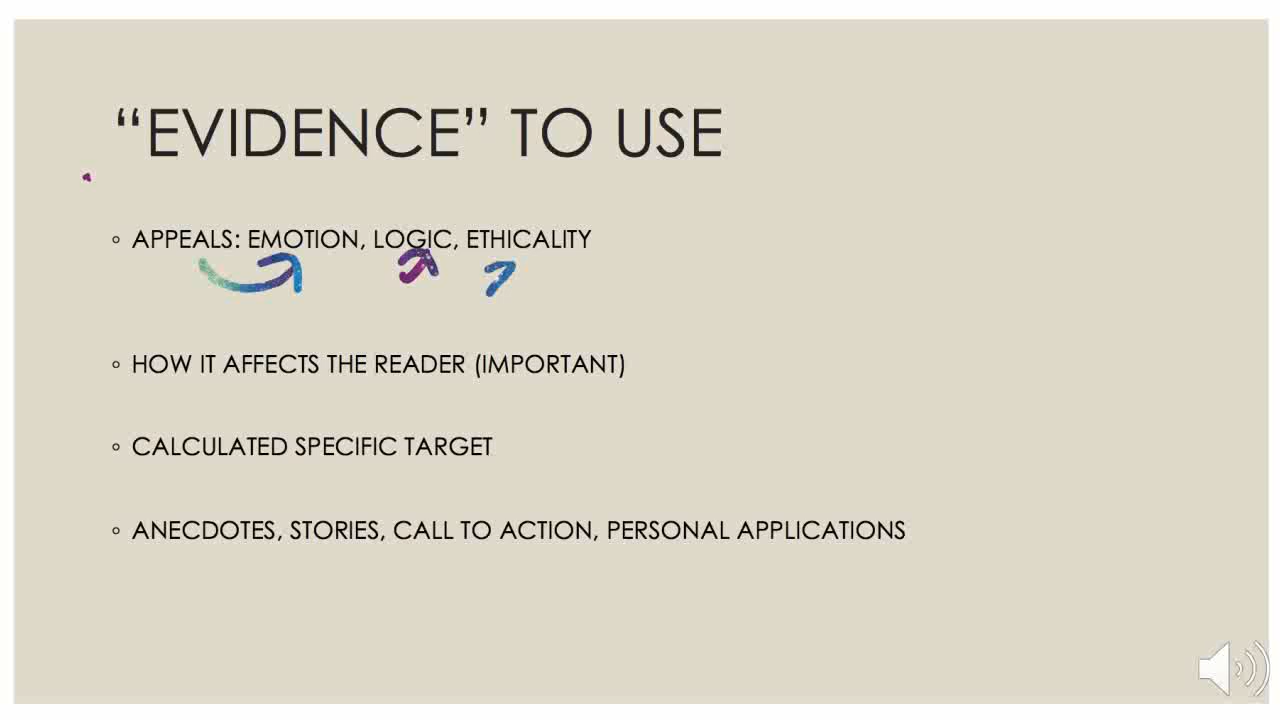 “EVIDENCE” TO USE
◦ APPEALS: EMOTION, LOGIC, ETHICALITY
◦ HOW IT AFFECTS THE READER (IMPORTANT)
◦ CALCULATED SPECIFIC TARGET
◦ ANECDOTES, STORIES, CALL TO ACTION, PERSONAL APPLICATIONS